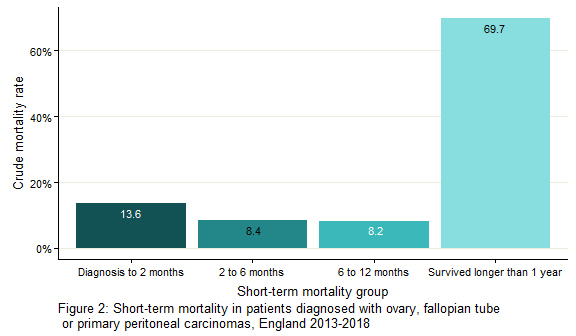 69.7
60%
40%
20%
0%
13.6
8.4
8.2
Crude mortality rate
Diagnosis to 2 months
2 to 6 months
6 to 12 months
Survived longer than 1 year
Short-term mortality group
Figure 2: Short-term mortality in patients diagnosed with ovary, fallopian tube
or primary peritoneal carcinomas, England 2013-2018